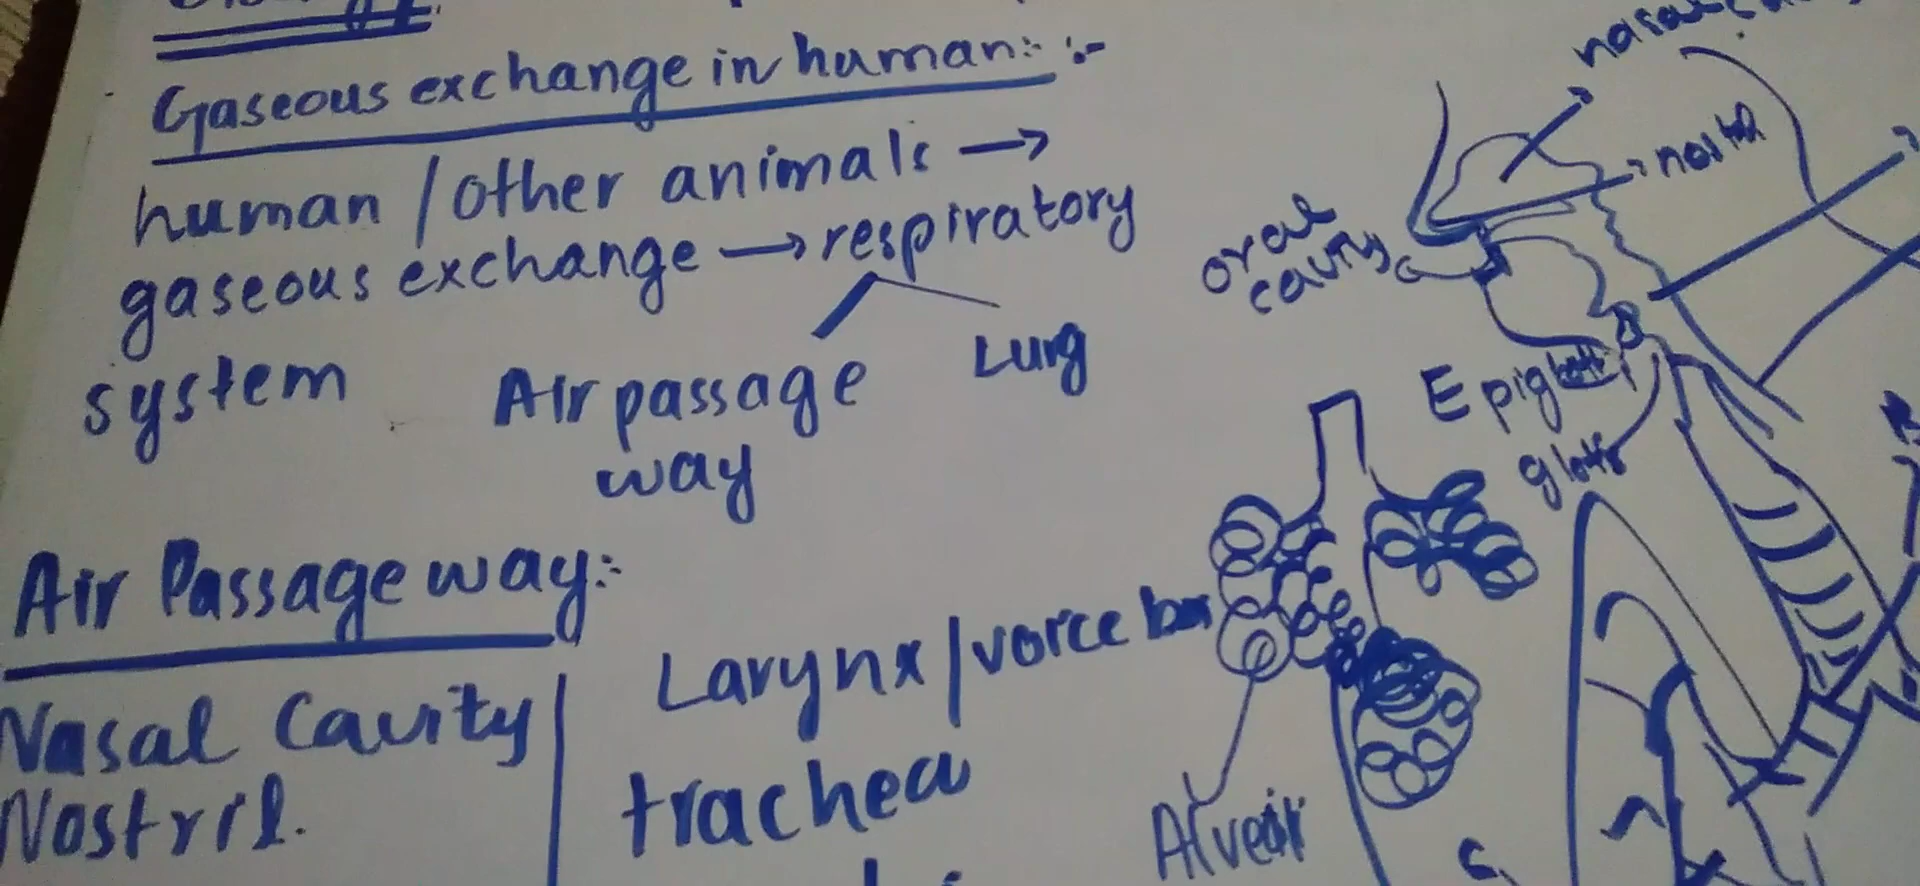 Gaseous exchange in human:- :-
human / other animals →
gaseous exchange → respiratory
system
Air passage
way
Lung
Air Passage way:-
Nasal Cavity
Nostril.
Larynx / voice box
trachea
nasal
nostril
oral
cavity
Epiglottis
glottis
Alveoli